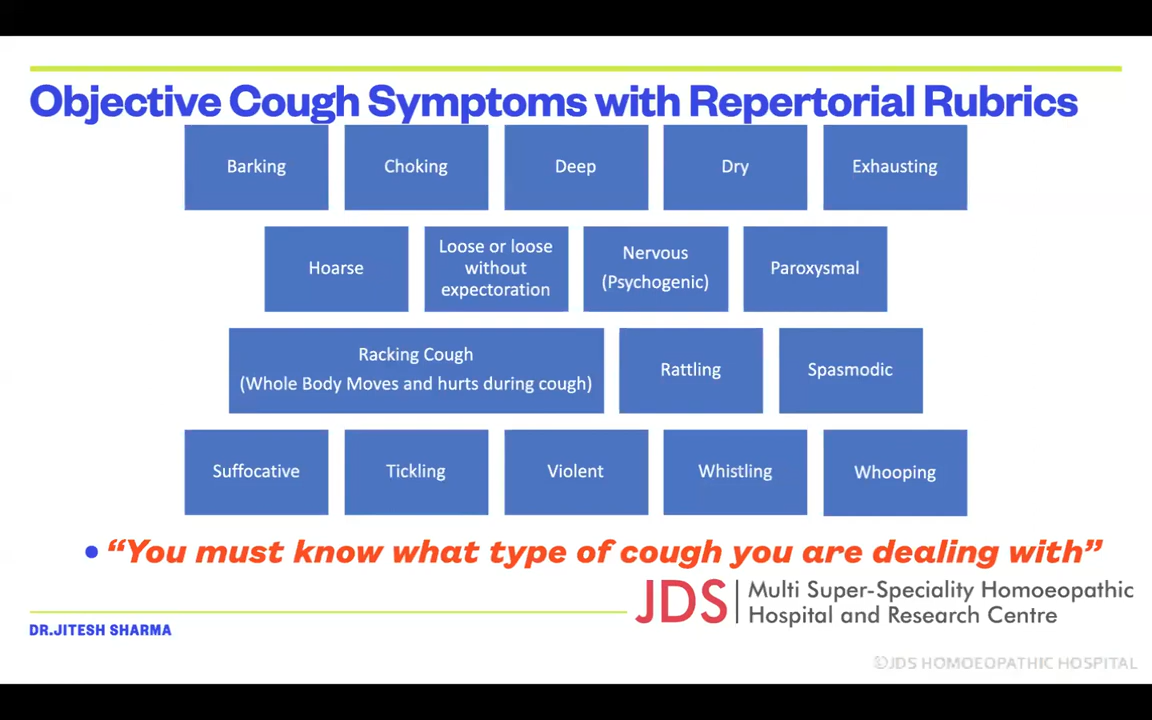 Objective Cough Symptoms with Repertorial Rubrics
Barking
Choking
Deep
Dry
Exhausting
Hoarse
Loose or loose
without
expectoration
Nervous
(Psychogenic)
Paroxysmal
Racking Cough
(Whole Body Moves and hurts during cough)
Rattling
Spasmodic
Suffocative
Tickling
Violent
Whistling
Whooping
• “You must know what type of cough you are dealing with”
JDS
Multi Super-Speciality Homoeopathic
Hospital and Research Centre
DR.JITESH SHARMA
©JDS HOMOEOPATHIC HOSPITAL